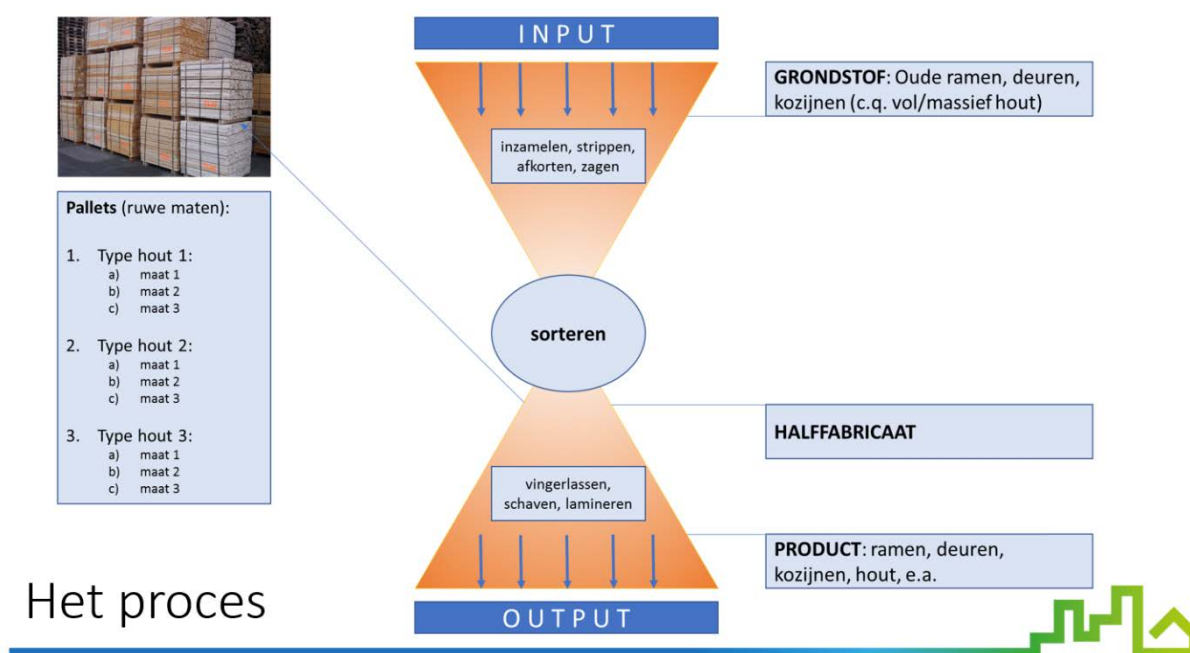 INPUT
GRONDSTOF: Oude ramen, deuren,
kozijnen (c.q. vol/massief hout)
inzamelen, strippen,
afkorten, zagen
Pallets (ruwe maten):
1. Type hout 1:
a) maat 1
b) maat 2
c) maat 3
2. Type hout 2:
a) maat 1
b) maat 2
c) maat 3
3. Type hout 3:
a) maat 1
b) maat 2
c) maat 3
sorteren
HALFFABRICAAT
vingerlassen,
schaven, lamineren
PRODUCT: ramen, deuren,
kozijnen, hout, e.a.
OUTPUT
Het proces